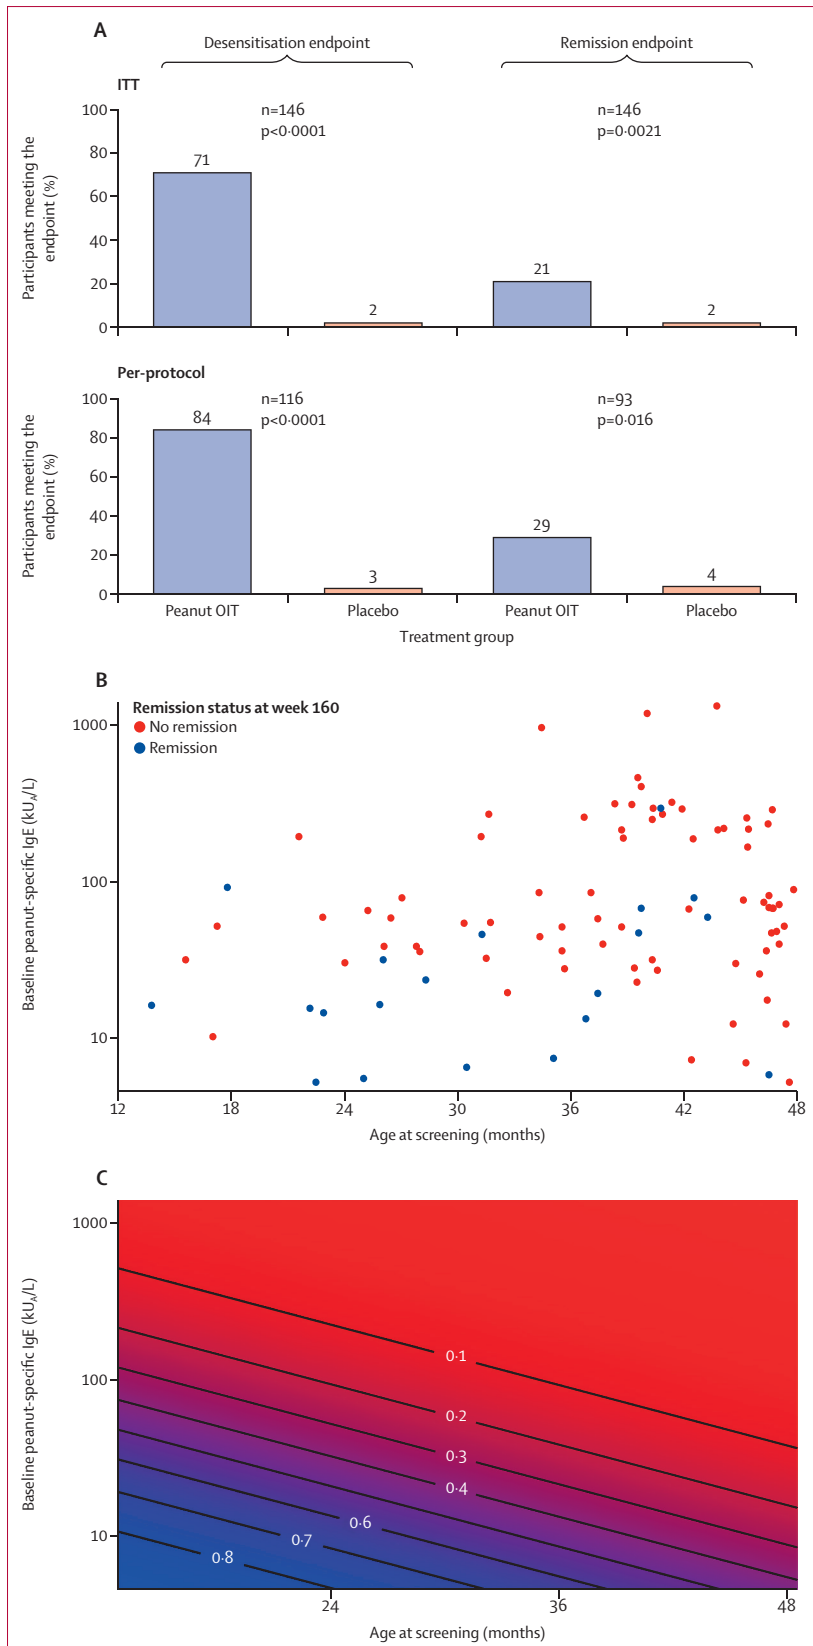 A
Desensitisation endpoint
Remission endpoint
ITT
Participants meeting the
endpoint (%)
100
80
60
40
20
0
n=146
p<0·0001
71
2
n=146
p=0·0021
21
2
Per-protocol
Participants meeting the
endpoint (%)
100
80
60
40
20
0
n=116
p<0·0001
84
3
n=93
p=0·016
29
4
Peanut OIT
Placebo
Peanut OIT
Placebo
Treatment group
B
Remission status at week 160
No remission
Remission
Baseline peanut-specific IgE (kUA/L)
1000
100
10
12
18
24
30
36
42
48
Age at screening (months)
C
Baseline peanut-specific IgE (kUA/L)
1000
100
10
0·1
0·2
0·3
0·4
0·6
0·7
0·8
24
36
48
Age at screening (months)